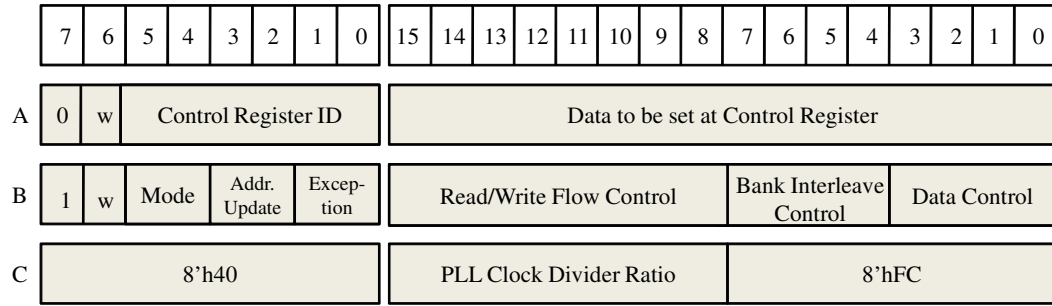 7 6 5 4 3 2 1 0 15 14 13 12 11 10 9 8 7 6 5 4 3 2 1 0
A 0 w Control Register ID Data to be set at Control Register
B 1 w Mode Addr. Update Excep-tion Read/Write Flow Control Bank Interleave Control Data Control
C 8’h40 PLL Clock Divider Ratio 8’hFC